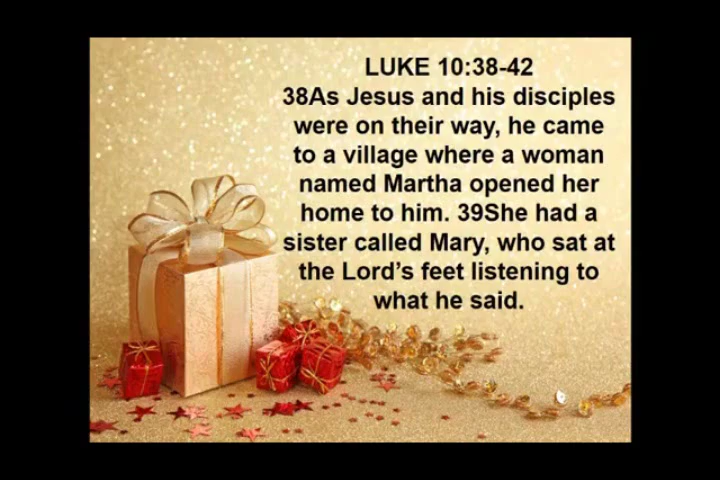 LUKE 10:38-42
38As Jesus and his disciples
were on their way, he came
to a village where a woman
named Martha opened her
home to him. 39She had a
sister called Mary, who sat at
the Lord’s feet listening to
what he said.